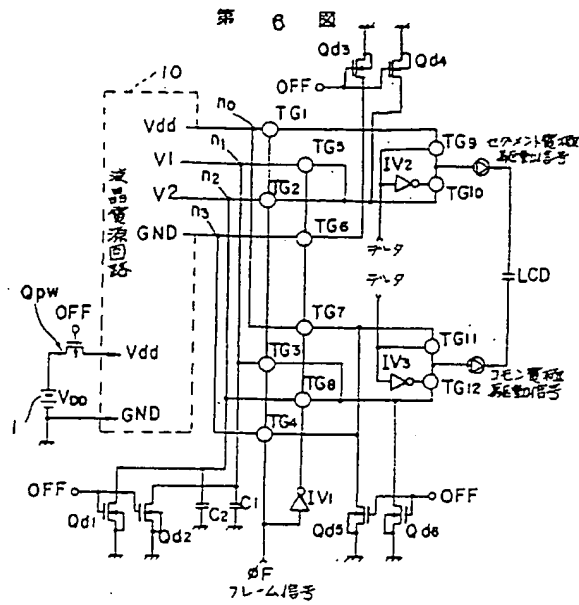 第 6 図
Qd3
Qd4
OFF
10
n0
TG1
Vdd
n1
TG5
TG9
セグメント電極
駆動信号
V1
IV2
n2
V2
TG2
TG10
n3
GND
TG6
液晶電源回路
データ
データ
LCD
Qpw
OFF
TG7
TG11
Vdd
TG3
IV3
コモン電極
駆動信号
TG8
TG12
VDD
1
GND
TG4
OFF
C2
C1
IV1
OFF
Qd1
Qd2
Qd5
Qd6
øF
フレーム信号